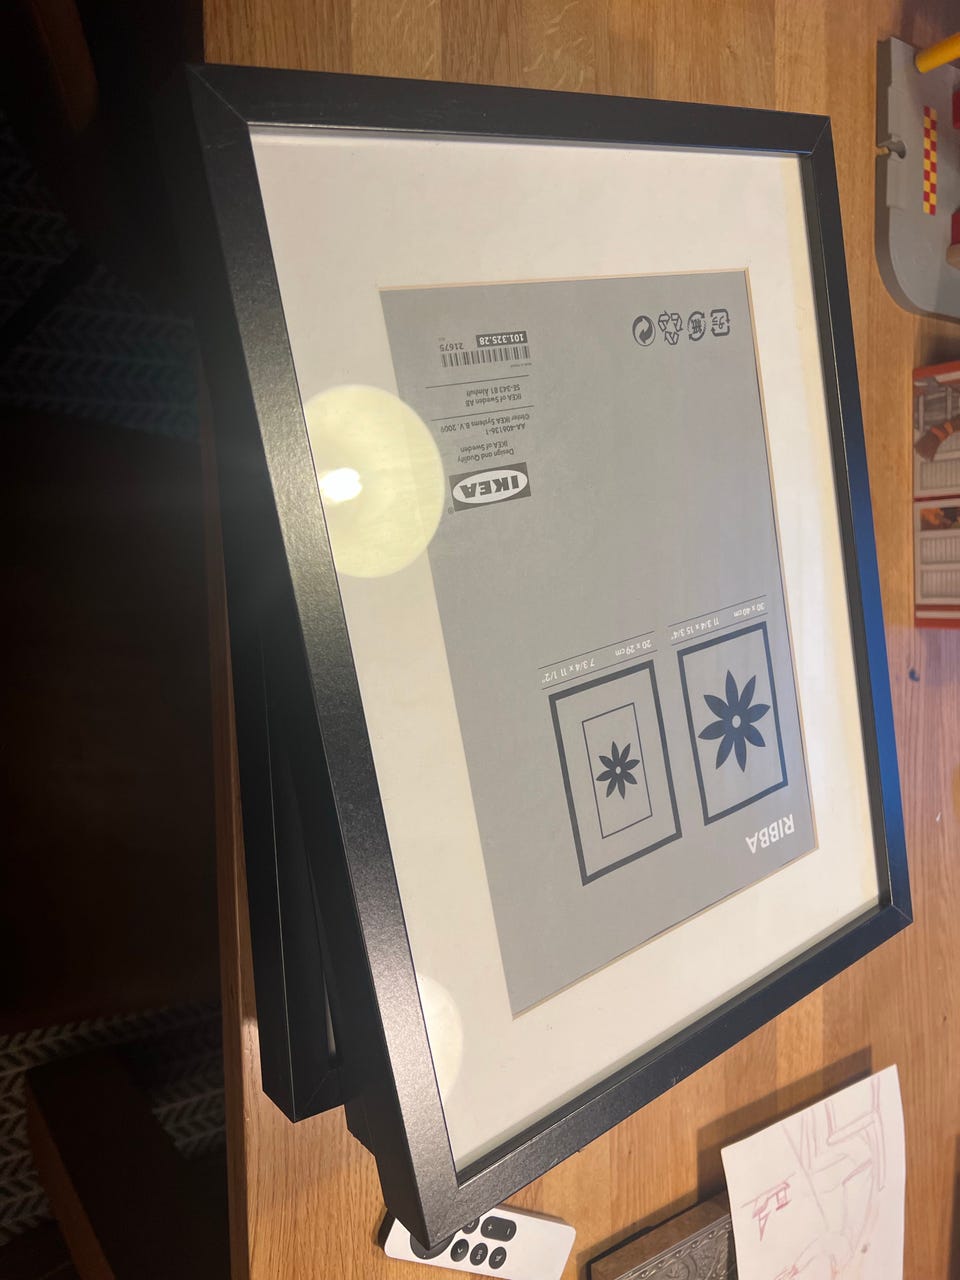 RIBBA
30 x 40 cm
11 3/4 x 15 3/4"
20 x 29 cm
7 3/4 x 11 1/2"
IKEA®
Design and Quality
IKEA of Sweden
AA-406136-1
©Inter IKEA Systems B.V. 2009
IKEA of Sweden AB
SE-343 81 Älmhult
101.325.28
21675